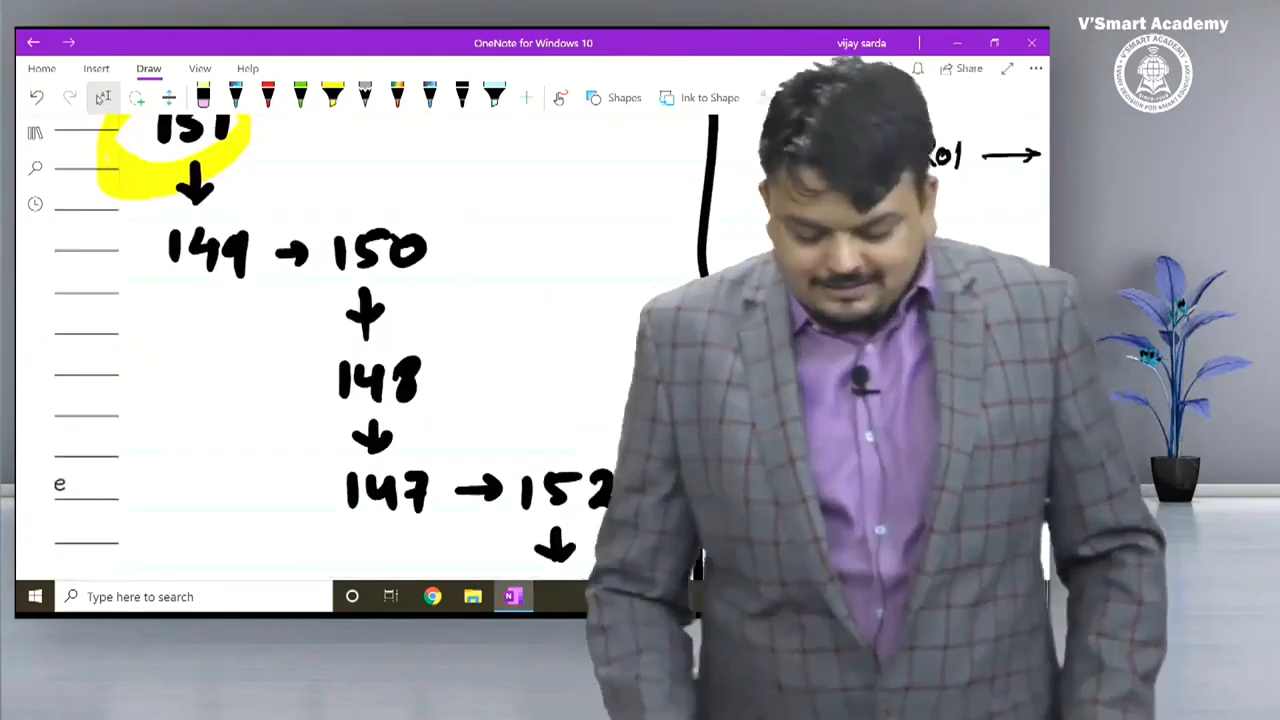 V'Smart Academy
OneNote for Windows 10
vijay sarda
Home Insert Draw View Help
Share
Shapes
Ink to Shape
151
149 → 150
148
147 → 152
e
Type here to search